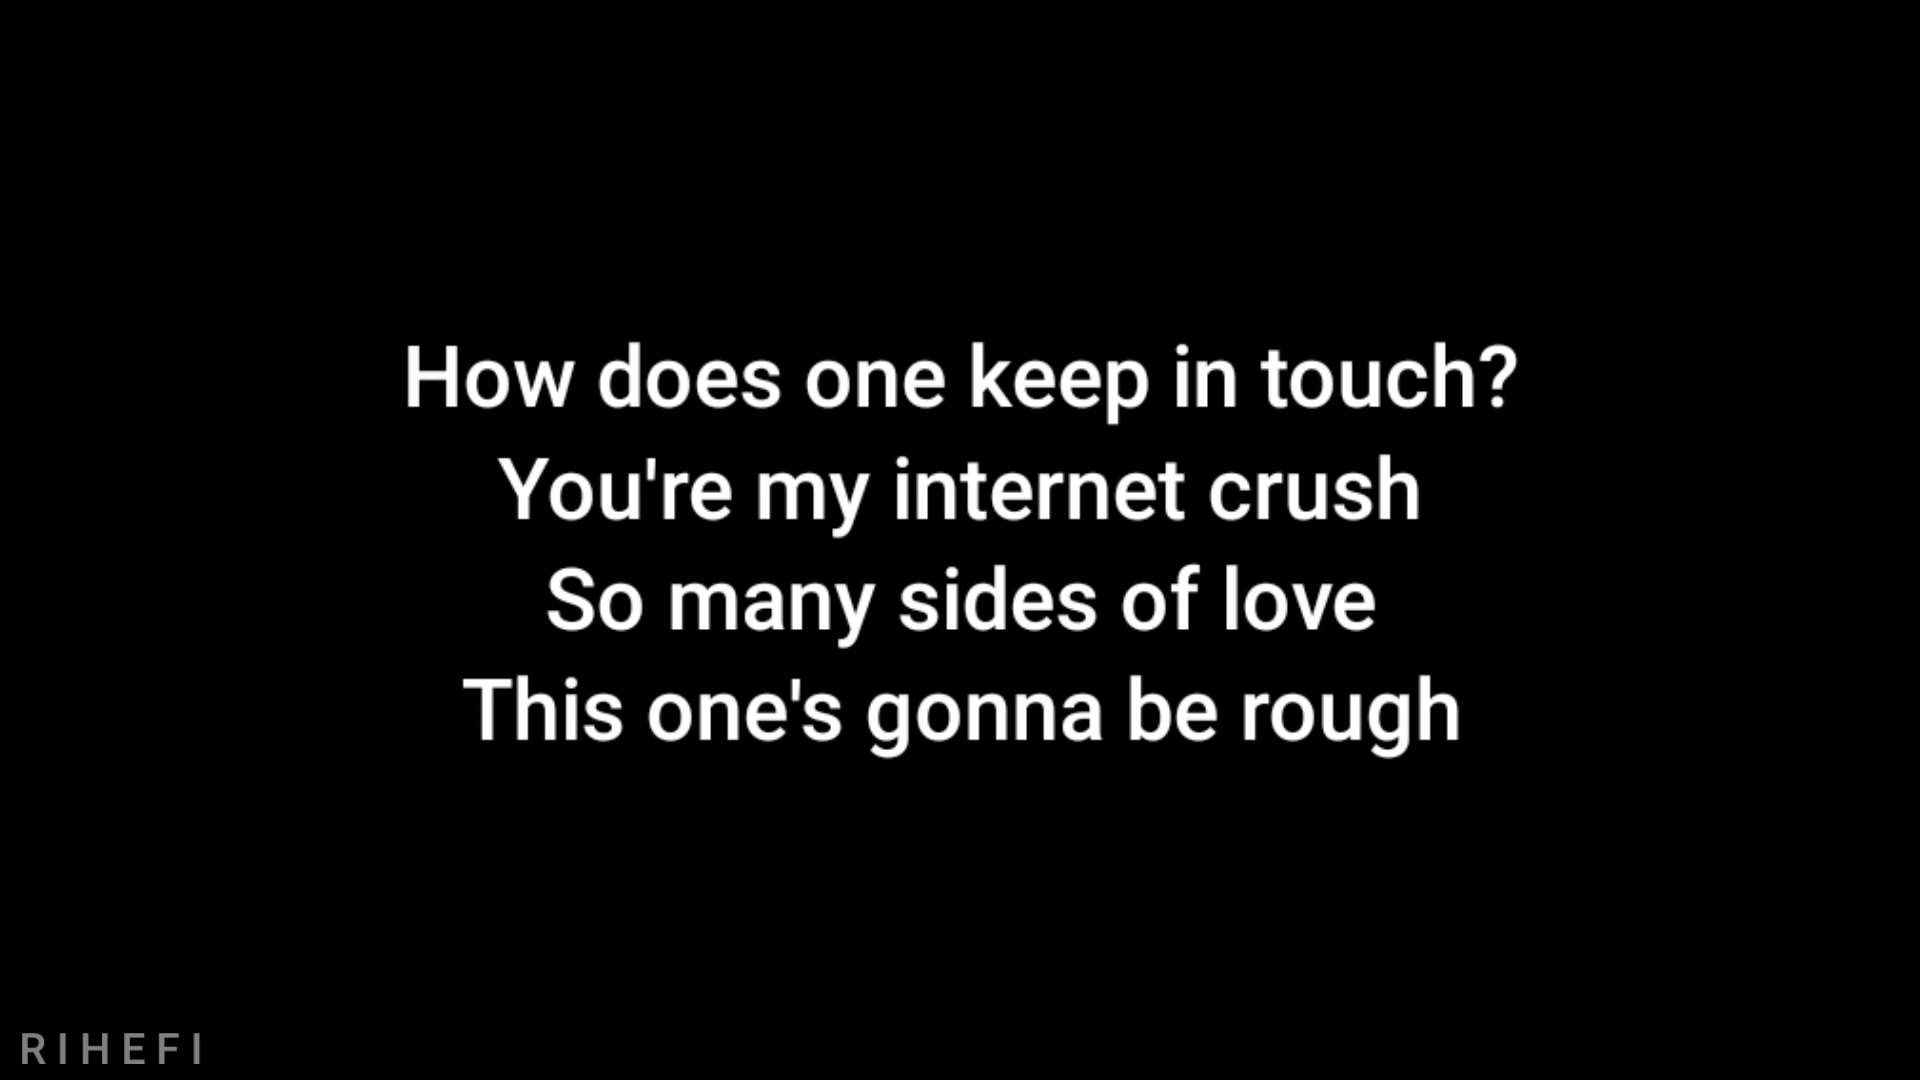 How does one keep in touch?
You're my internet crush
So many sides of love
This one's gonna be rough
RIHEFI